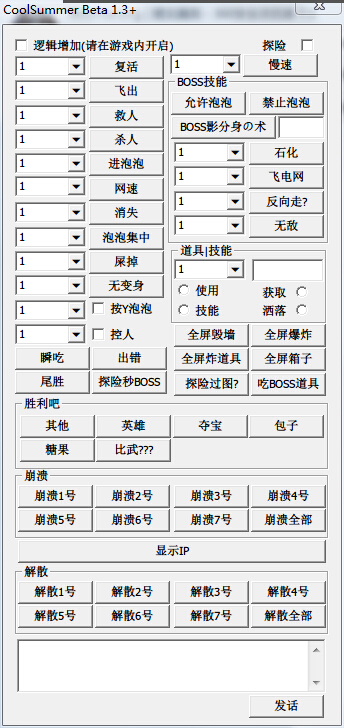 CoolSummer Beta 1.3+
逻辑增加(请在游戏内开启) 探险
1 复活 1 慢速
BOSS技能
1 飞出 允许泡泡 禁止泡泡
1 救人 BOSS影分身の术
1 杀人 1 石化
1 进泡泡 1 飞电网
1 网速 1 反向走?
1 消失 1 无敌
1 泡泡集中 道具|技能
1 屎掉 1
1 无变身 使用 获取
1 按Y泡泡 技能 洒落
1 控人 全屏毁墙 全屏爆炸
瞬吃 出错 全屏炸道具 全屏箱子
尾胜 探险秒BOSS 探险过图? 吃BOSS道具
胜利吧
其他 英雄 夺宝 包子
糖果 比武???
崩溃
崩溃1号 崩溃2号 崩溃3号 崩溃4号
崩溃5号 崩溃6号 崩溃7号 崩溃全部
显示IP
解散
解散1号 解散2号 解散3号 解散4号
解散5号 解散6号 解散7号 解散全部
发话